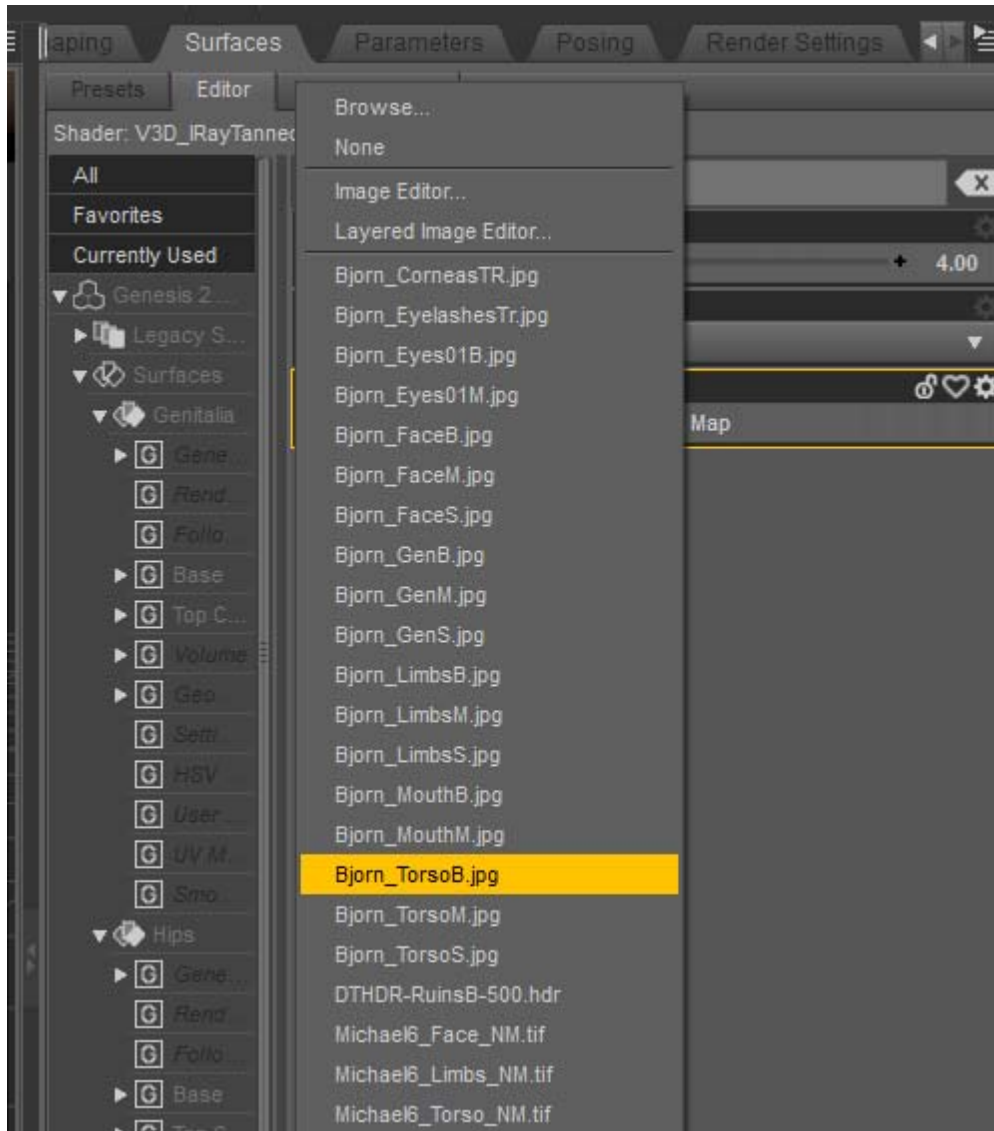 aping Surfaces Parameters Posing Render Settings
Presets Editor
Shader: V3D_IRayTanned
All
Favorites
Currently Used
Genesis 2 ...
Legacy S...
Surfaces
Genitalia
Gene...
Rend...
Follo...
Base
Top C...
Volume
Geo...
Setti...
HSV
User ...
UV M...
Smo...
Hips
Gene...
Rend...
Follo...
Base
Browse...
None
Image Editor...
Layered Image Editor...
Bjorn_CorneasTR.jpg
Bjorn_EyelashesTr.jpg
Bjorn_Eyes01B.jpg
Bjorn_Eyes01M.jpg
Bjorn_FaceB.jpg
Bjorn_FaceM.jpg
Bjorn_FaceS.jpg
Bjorn_GenB.jpg
Bjorn_GenM.jpg
Bjorn_GenS.jpg
Bjorn_LimbsB.jpg
Bjorn_LimbsM.jpg
Bjorn_LimbsS.jpg
Bjorn_MouthB.jpg
Bjorn_MouthM.jpg
Bjorn_TorsoB.jpg
Bjorn_TorsoM.jpg
Bjorn_TorsoS.jpg
DTHDR-RuinsB-500.hdr
Michael6_Face_NM.tif
Michael6_Limbs_NM.tif
Michael6_Torso_NM.tif
4.00
Map